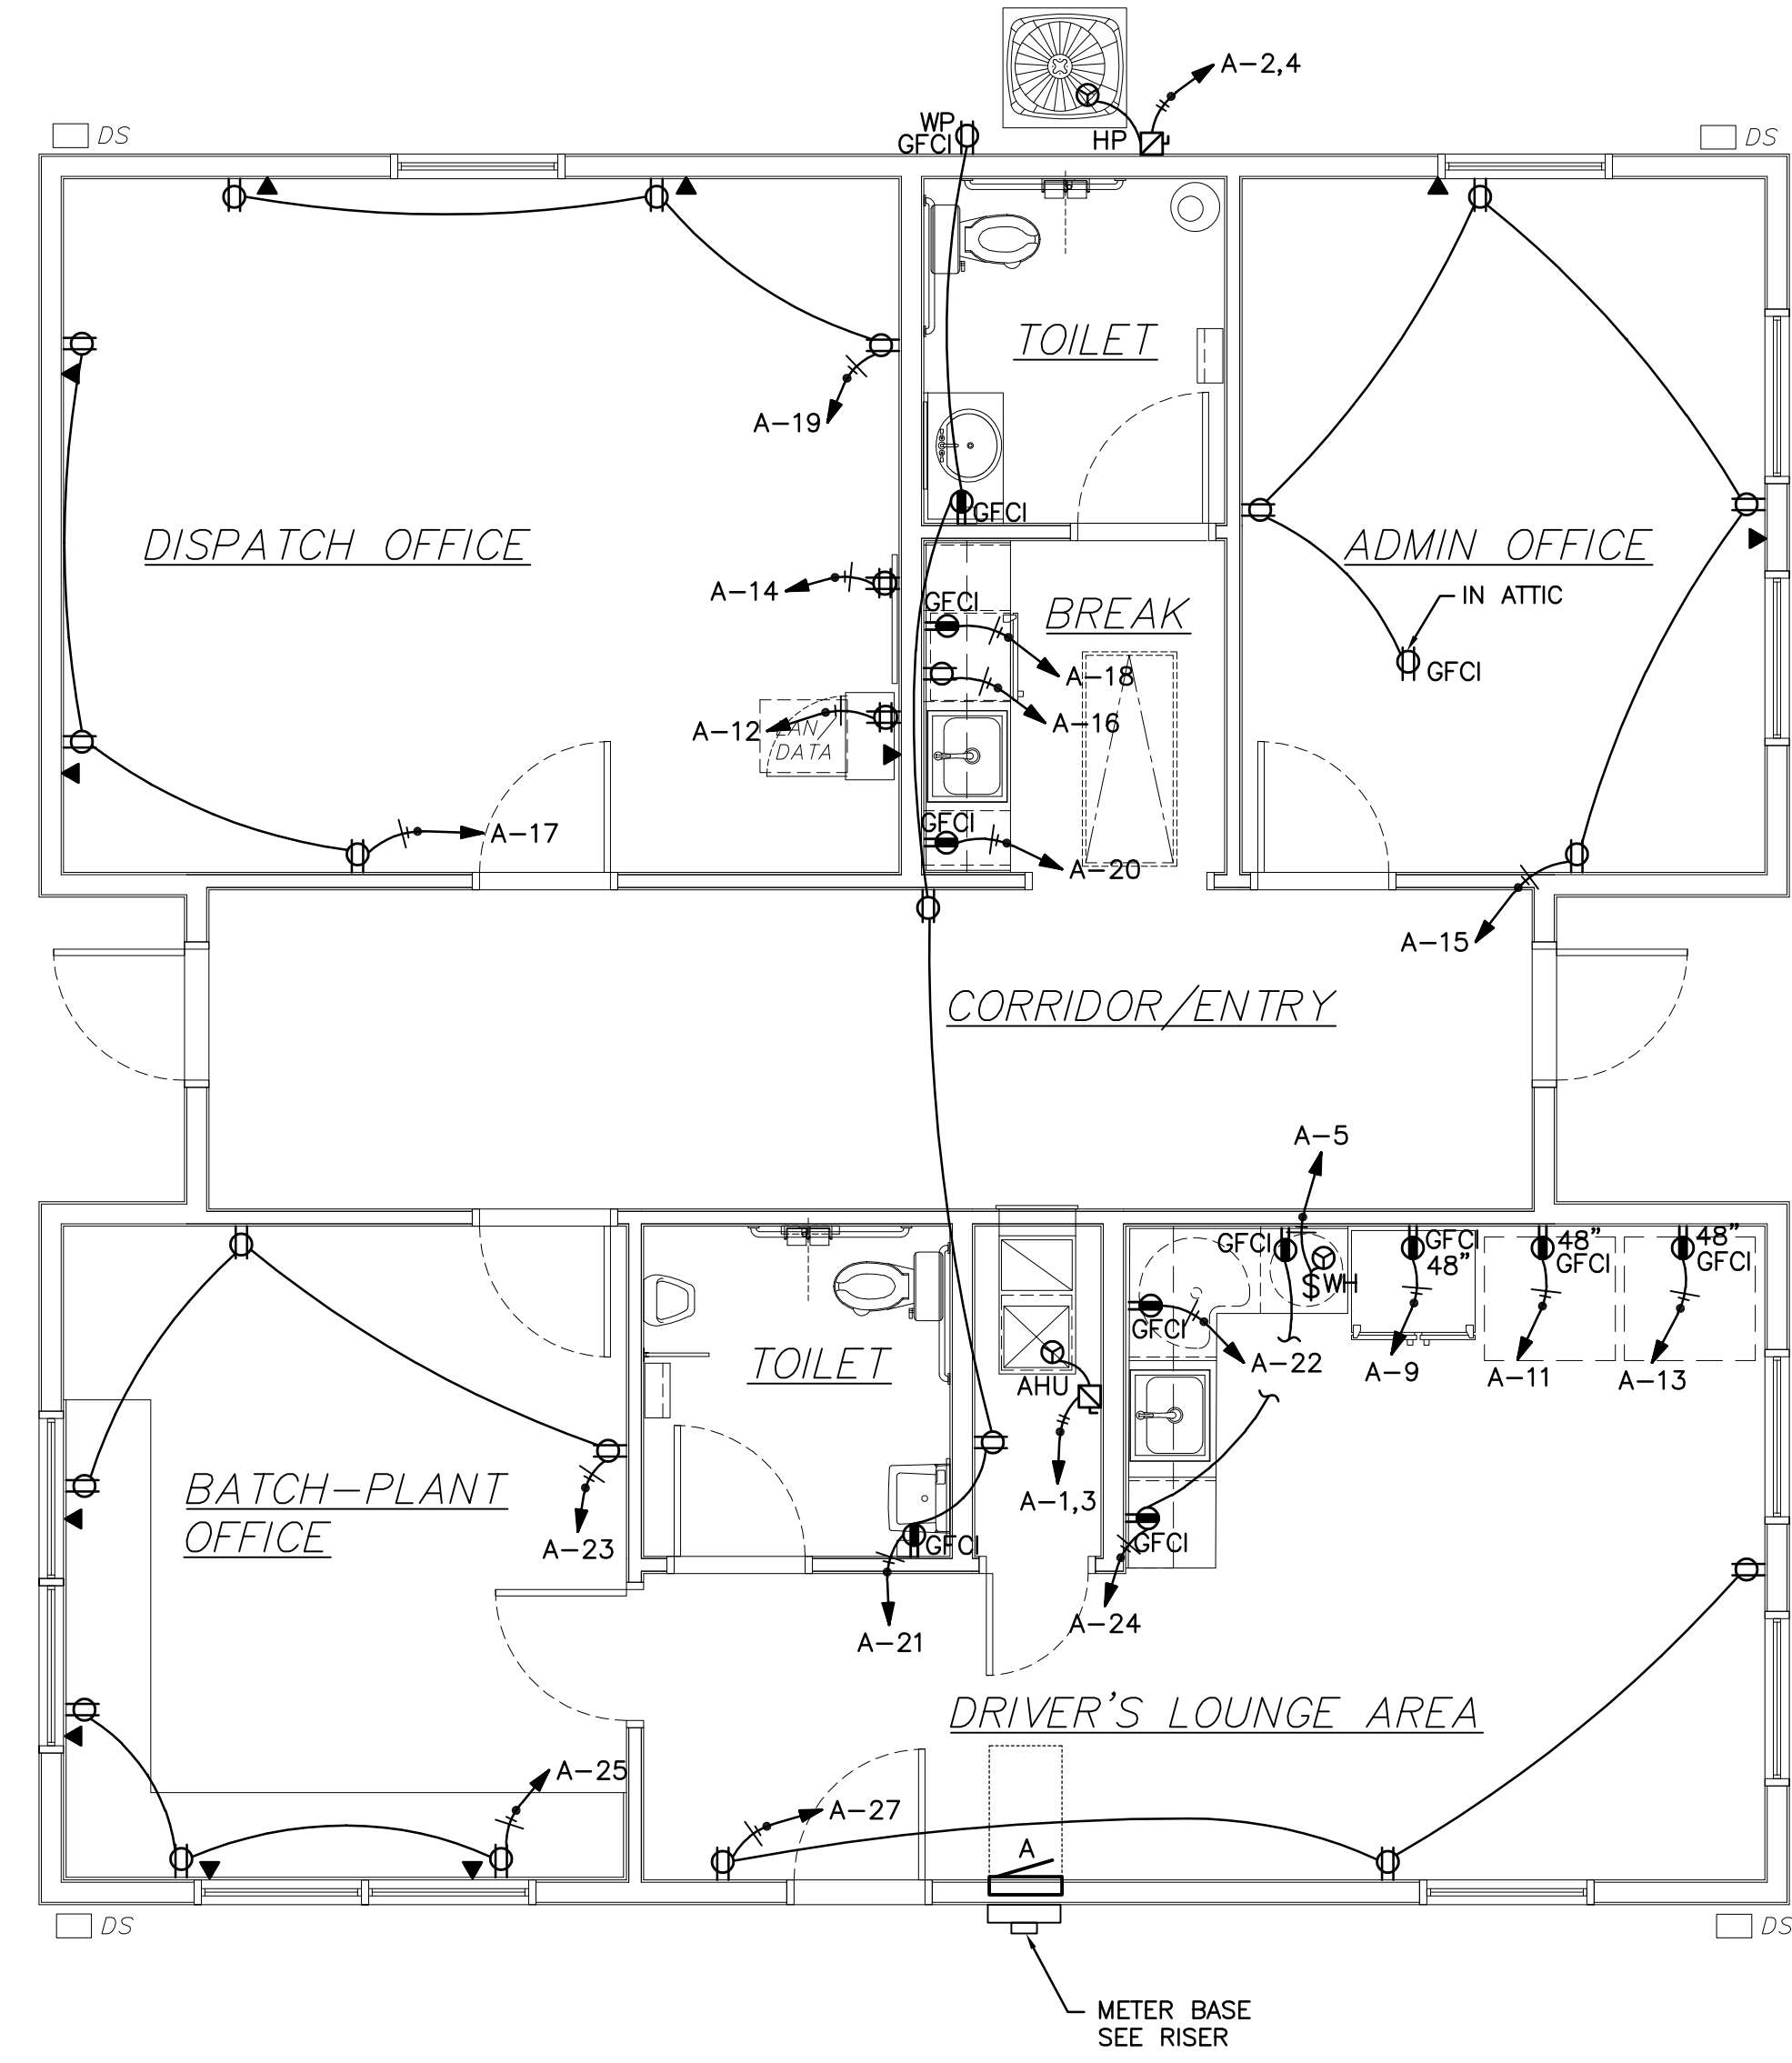 A-2,4
WP
GFCI
HP
DS
DS
TOILET
A-19
GFCI
DISPATCH OFFICE
ADMIN OFFICE
A-14
GFCI
BREAK
IN ATTIC
GFCI
A-18
A-16
A-12
LAN/
DATA
GFCI
A-17
A-20
A-15
CORRIDOR/ENTRY
A-5
GFCI
WH
GFCI
48"
48"
GFCI
48"
GFCI
GFCI
TOILET
AHU
A-22
A-9
A-11
A-13
BATCH-PLANT
OFFICE
A-1,3
A-23
GFCI
GFCI
A-21
A-24
DRIVER'S LOUNGE AREA
A-25
A-27
A
DS
DS
METER BASE
SEE RISER